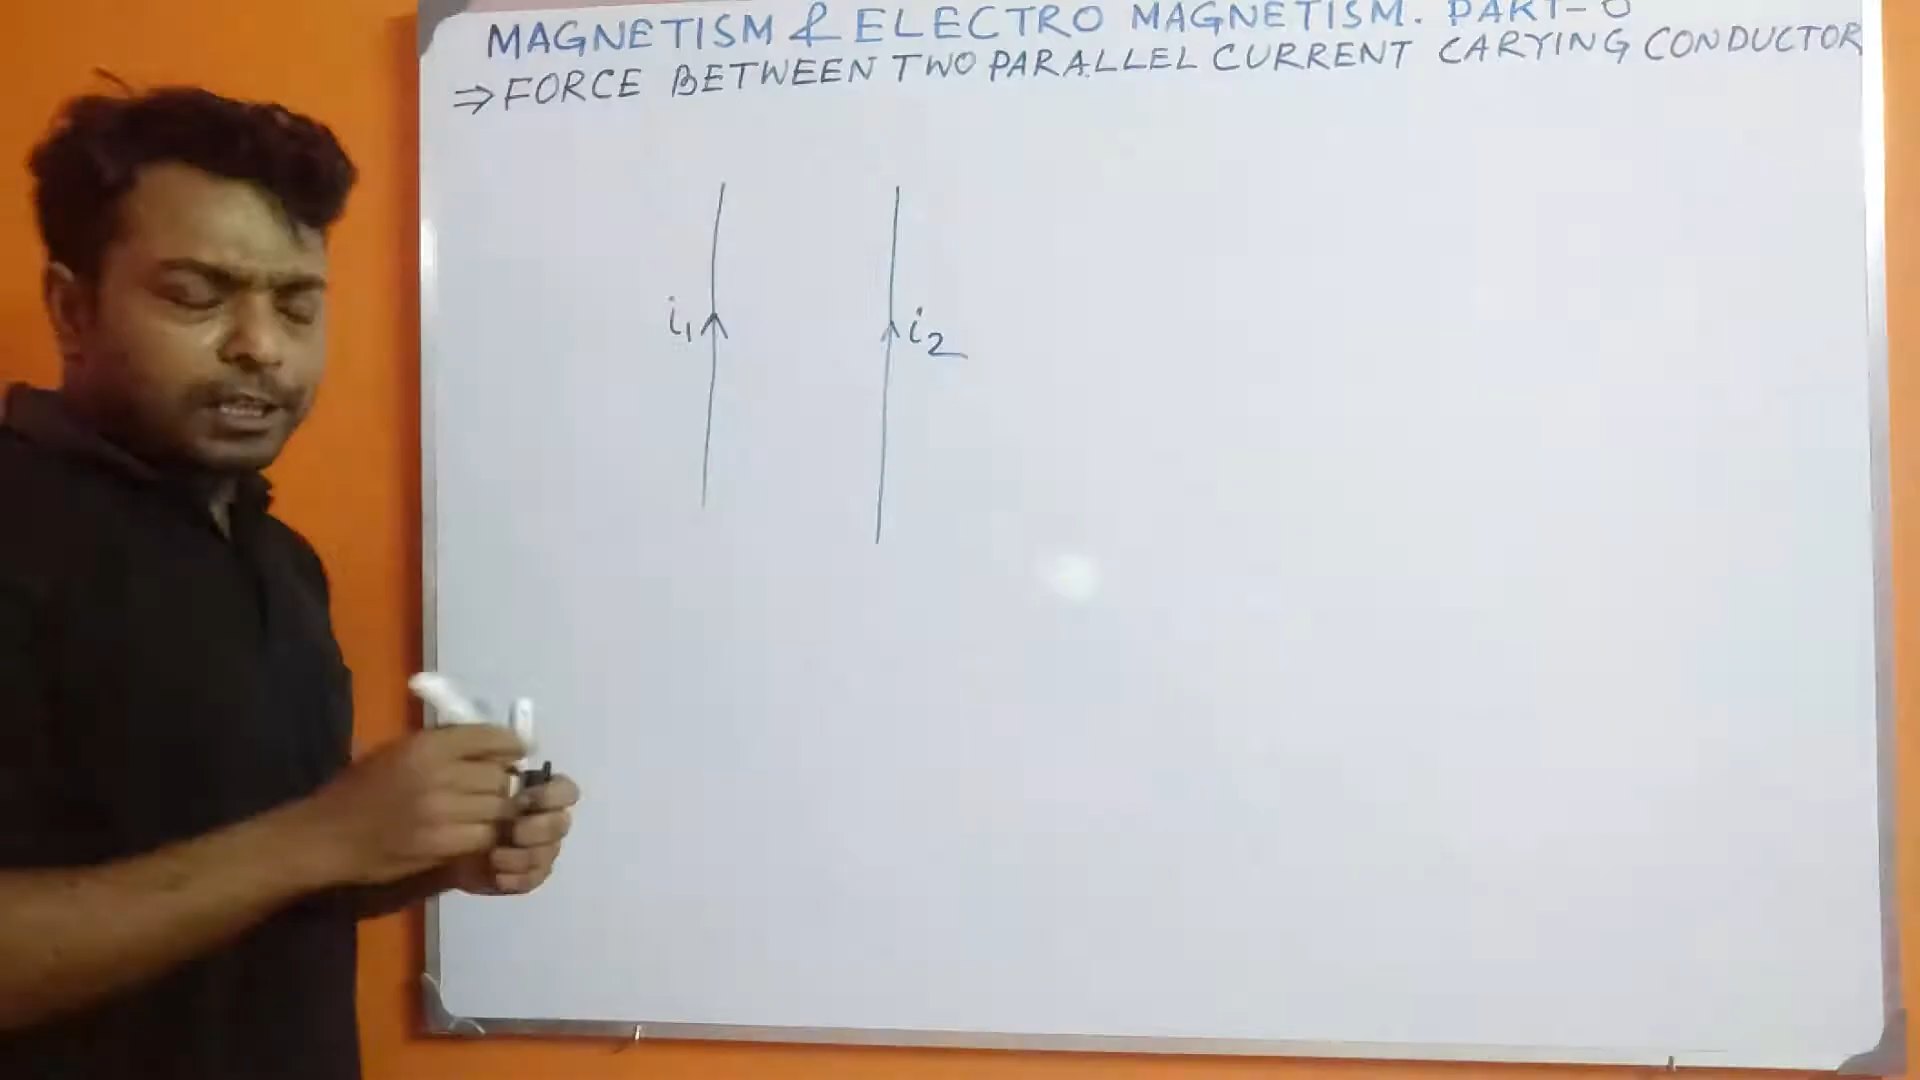 MAGNETISM & ELECTRO MAGNETISM. PART-
⇒ FORCE BETWEEN TWO PARALLEL CURRENT CARYING CONDUCTOR
i₁ i₂